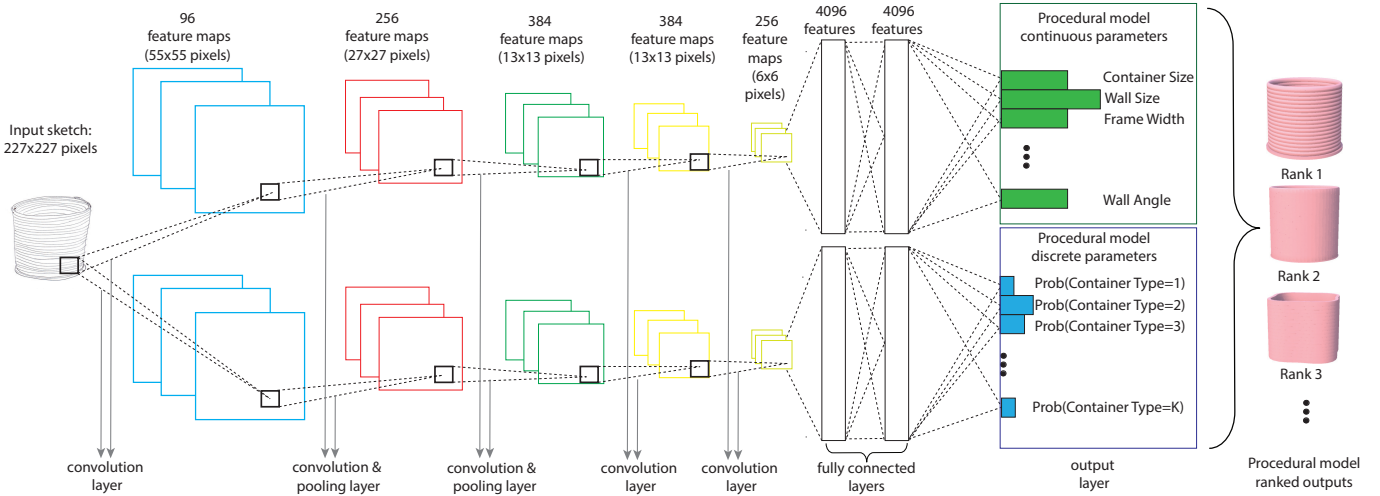 96
feature maps
(55x55 pixels)
256
feature maps
(27x27 pixels)
384
feature maps
(13x13 pixels)
384
feature maps
(13x13 pixels)
256
feature
maps
(6x6
pixels)
4096
features
4096
features
Input sketch:
227x227 pixels
Procedural model
continuous parameters
Container Size
Wall Size
Frame Width
Wall Angle
Procedural model
discrete parameters
Prob(Container Type=1)
Prob(Container Type=2)
Prob(Container Type=3)
Prob(Container Type=K)
Rank 1
Rank 2
Rank 3
convolution
layer
convolution &
pooling layer
convolution &
pooling layer
convolution
layer
convolution
layer
fully connected
layers
output
layer
Procedural model
ranked outputs